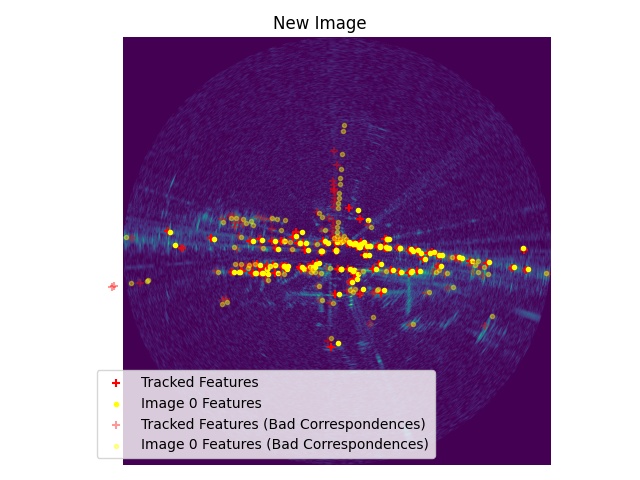 New Image
Tracked Features
Image 0 Features
Tracked Features (Bad Correspondences)
Image 0 Features (Bad Correspondences)